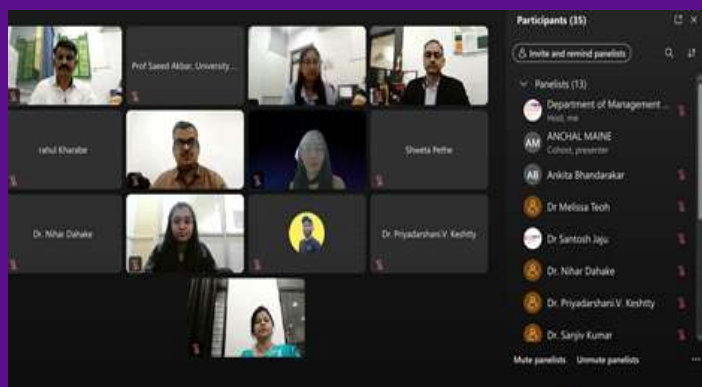 Participants (35)
Invite and remind panelists
Panelists (13)
Department of Management ...
Host, me
ANCHAL MAINE
Cohost, presenter
AM
Ankita Bhandarakar
AB
Dr Melissa Teoh
Dr Santosh Jaju
Dr. Nihar Dahake
Dr. Priyadarshani V. Keshtty
Dr. Sanjiv Kumar
Mute panelists Unmute panelists
Prof Saeed Akbar, University ...
rahul Kharabe
Shweta Pethe
Dr. Nihar Dahake
Dr. Priyadarshani V. Keshtty